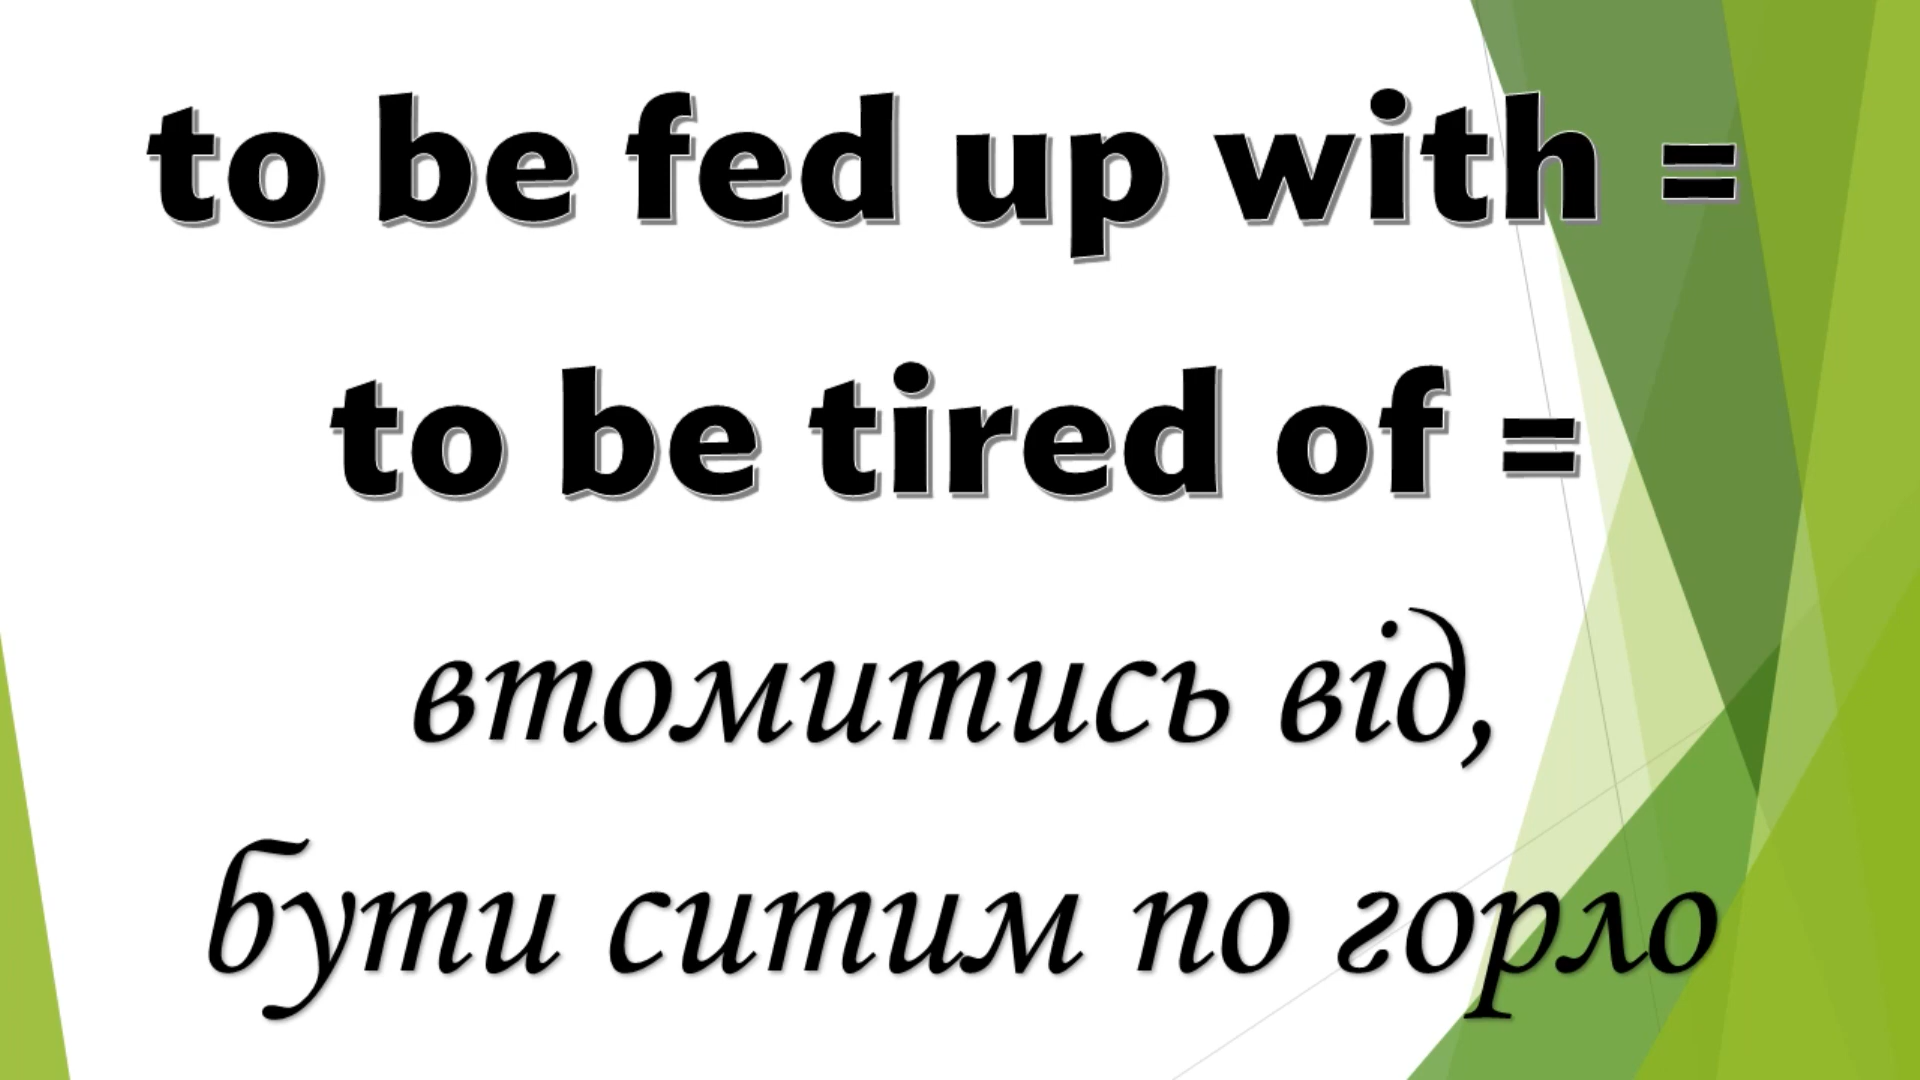 to be fed up with =
to be tired of =
втомитись від,
бути ситим по горло